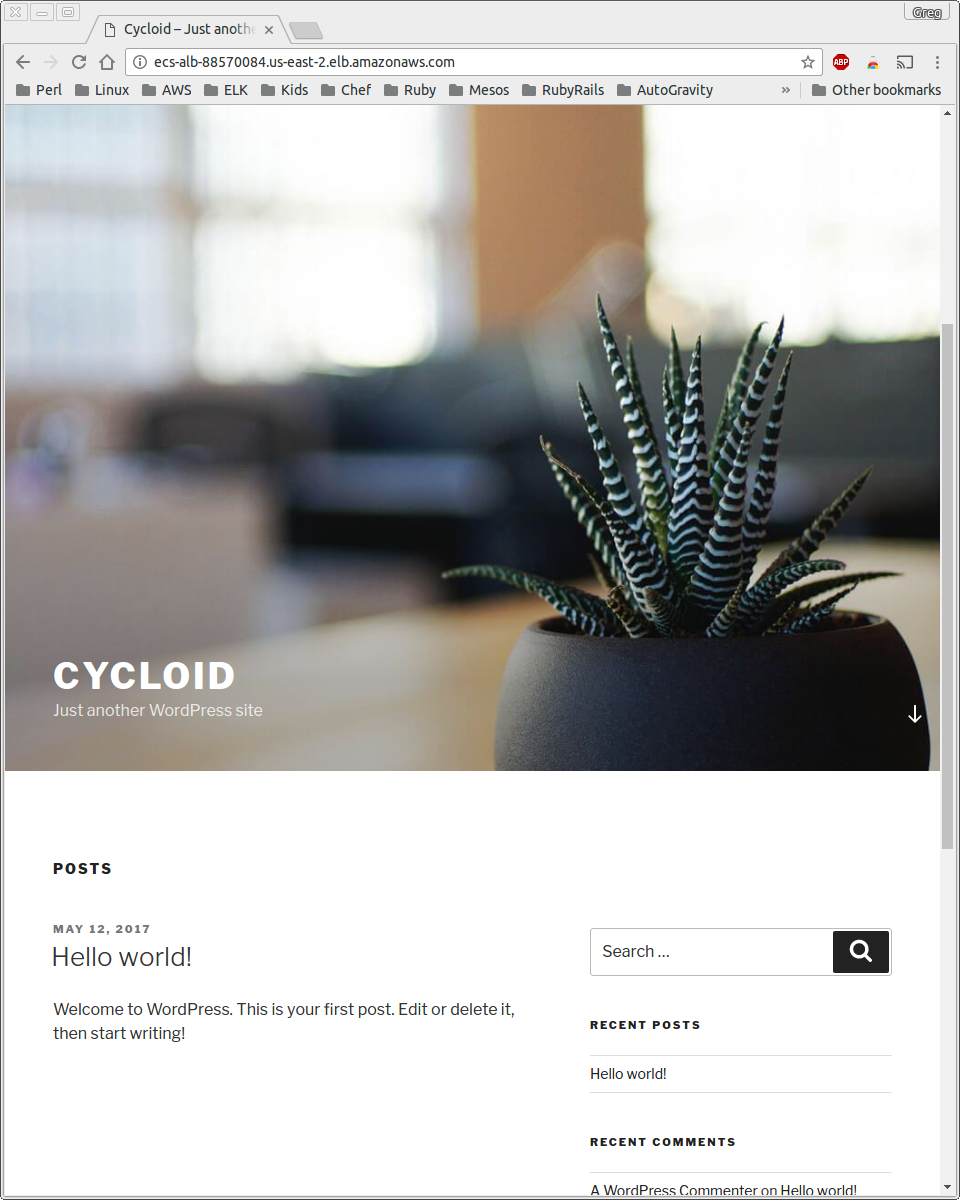 Greg
Cycloid – Just anothe
ecs-alb-88570084.us-east-2.elb.amazonaws.com
ABP
Perl Linux AWS ELK Kids Chef Ruby Mesos RubyRails AutoGravity » Other bookmarks
CYCLOID
Just another WordPress site
POSTS
MAY 12, 2017
Hello world!
Welcome to WordPress. This is your first post. Edit or delete it,
then start writing!
Search …
RECENT POSTS
Hello world!
RECENT COMMENTS
A WordPress Commenter on Hello world!